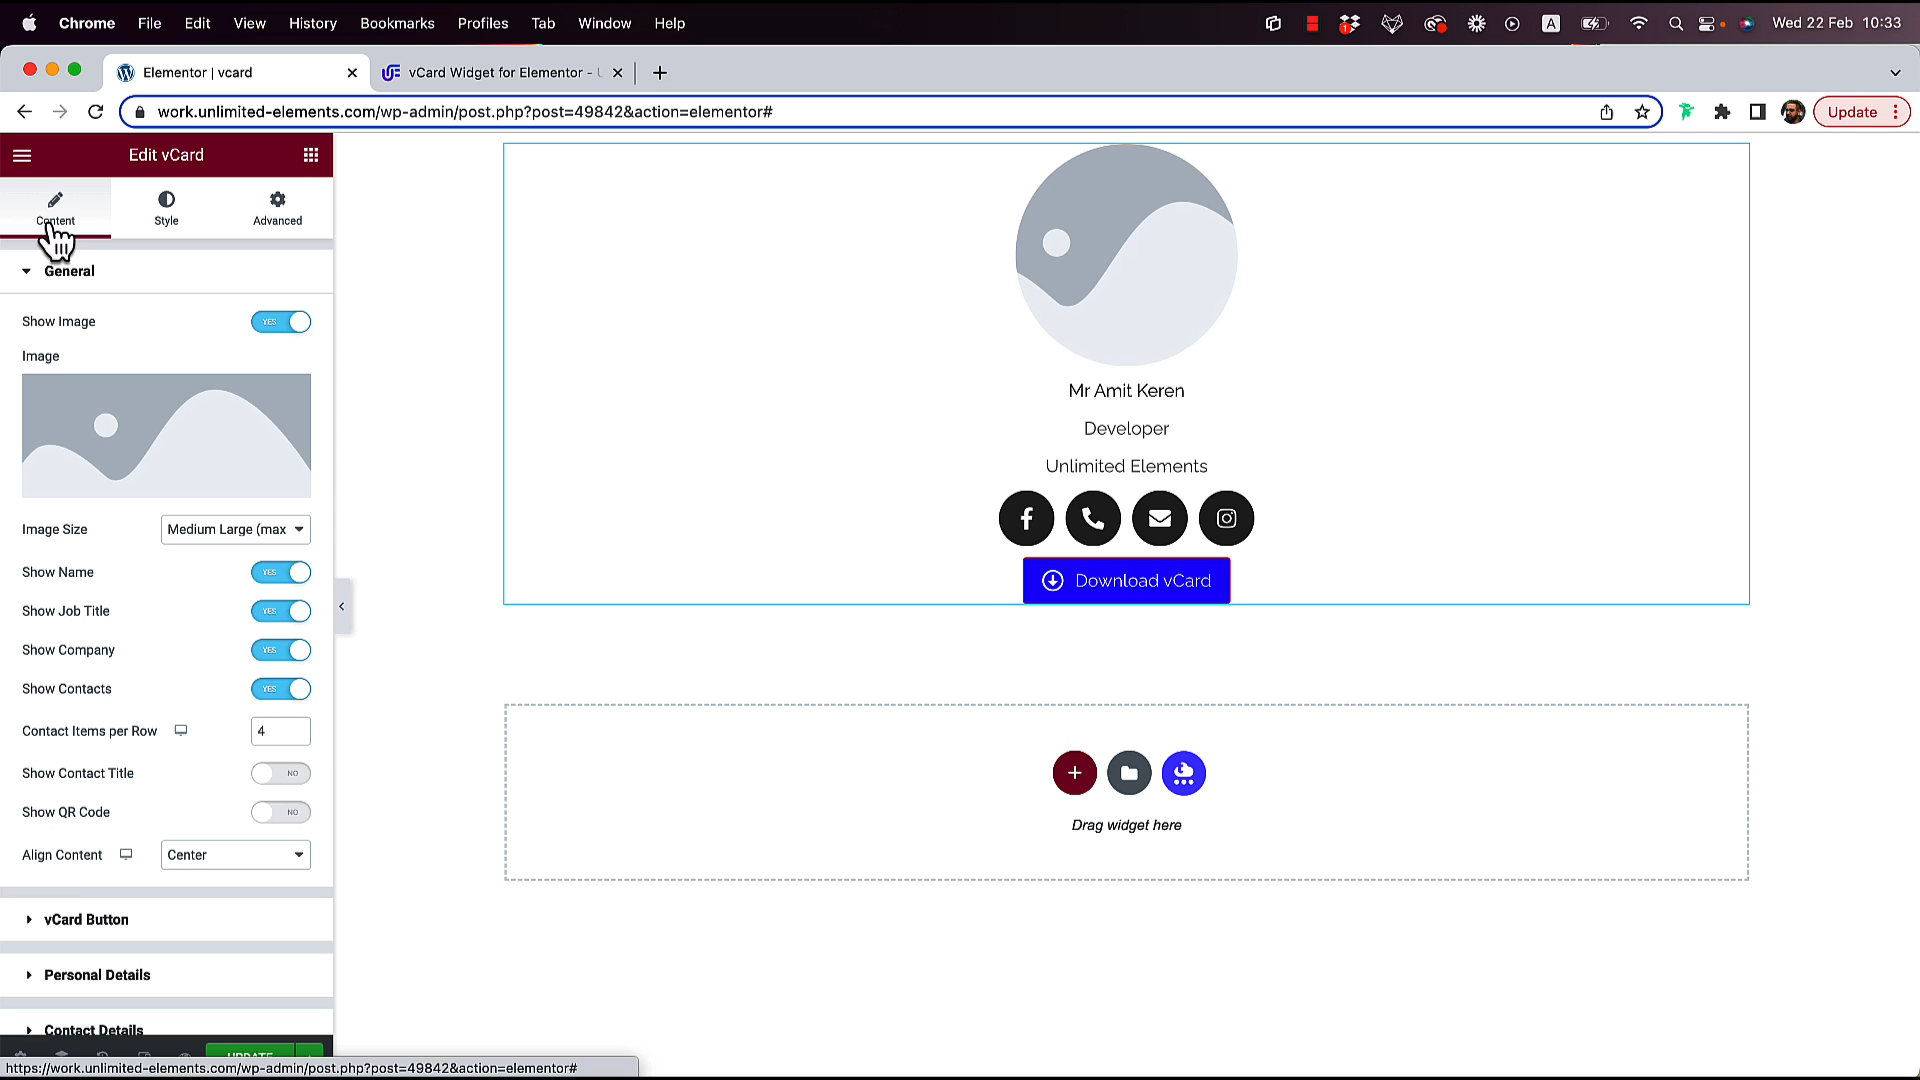 Chrome File Edit View History Bookmarks Profiles Tab Window Help
A Wed 22 Feb 10:33
Elementor | vcard
vCard Widget for Elementor -
work.unlimited-elements.com/wp-admin/post.php?post=49842&action=elementor#
Update
Edit vCard
Content Style Advanced
General
Show Image YES
Image
Image Size Medium Large (max
Show Name YES
Show Job Title YES
Show Company YES
Show Contacts YES
Contact Items per Row 4
Show Contact Title NO
Show QR Code NO
Align Content Center
vCard Button
Personal Details
Contact Details
UPDATE
https://work.unlimited-elements.com/wp-admin/post.php?post=49842&action=elementor#
Mr Amit Keren
Developer
Unlimited Elements
Download vCard
Drag widget here